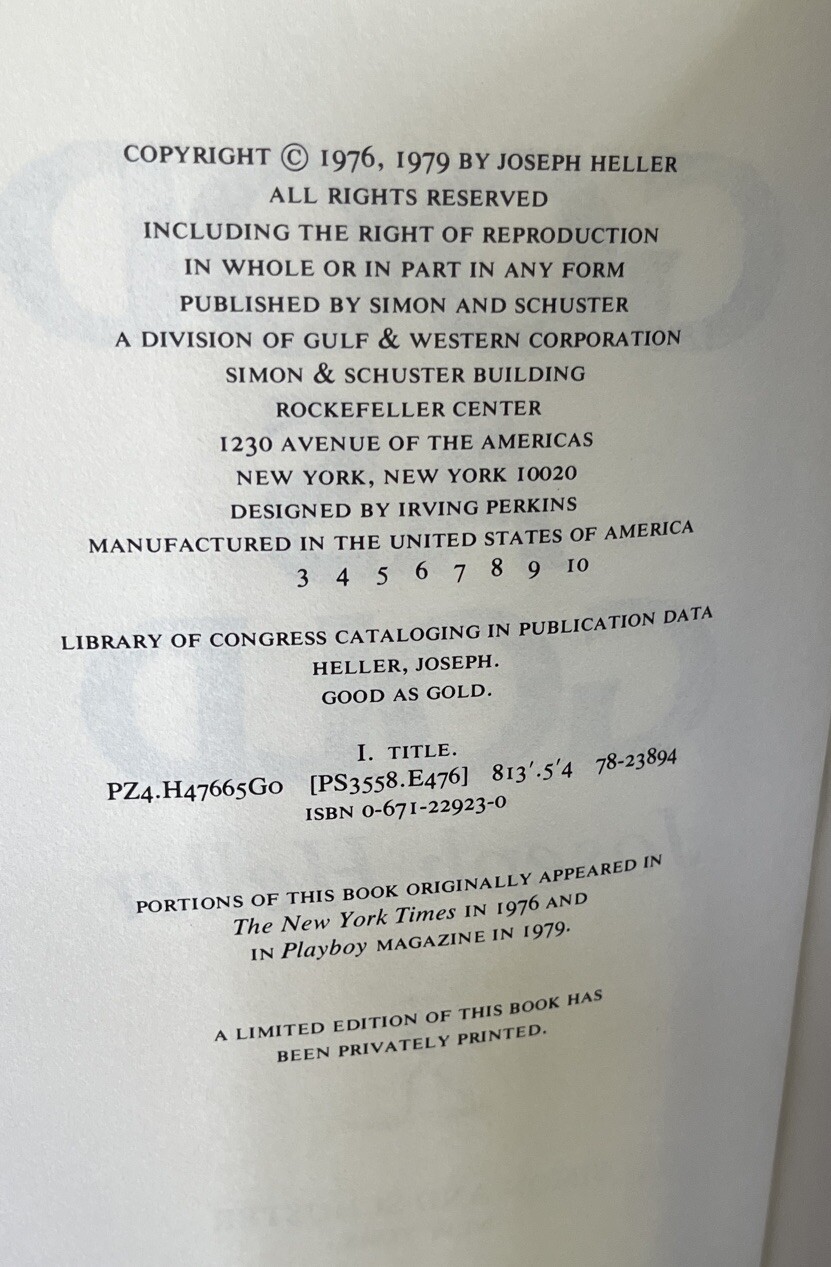 COPYRIGHT © 1976, 1979 BY JOSEPH HELLER
ALL RIGHTS RESERVED
INCLUDING THE RIGHT OF REPRODUCTION
IN WHOLE OR IN PART IN ANY FORM
PUBLISHED BY SIMON AND SCHUSTER
A DIVISION OF GULF & WESTERN CORPORATION
SIMON & SCHUSTER BUILDING
ROCKEFELLER CENTER
1230 AVENUE OF THE AMERICAS
NEW YORK, NEW YORK 10020
DESIGNED BY IRVING PERKINS
MANUFACTURED IN THE UNITED STATES OF AMERICA
3 4 5 6 7 8 9 10
LIBRARY OF CONGRESS CATALOGING IN PUBLICATION DATA
HELLER, JOSEPH.
GOOD AS GOLD.
I. TITLE.
PZ4.H47665Go [PS3558.E476] 813'.5'4 78-23894
ISBN 0-671-22923-0
PORTIONS OF THIS BOOK ORIGINALLY APPEARED IN
The New York Times IN 1976 AND
IN Playboy MAGAZINE IN 1979.
A LIMITED EDITION OF THIS BOOK HAS
BEEN PRIVATELY PRINTED.